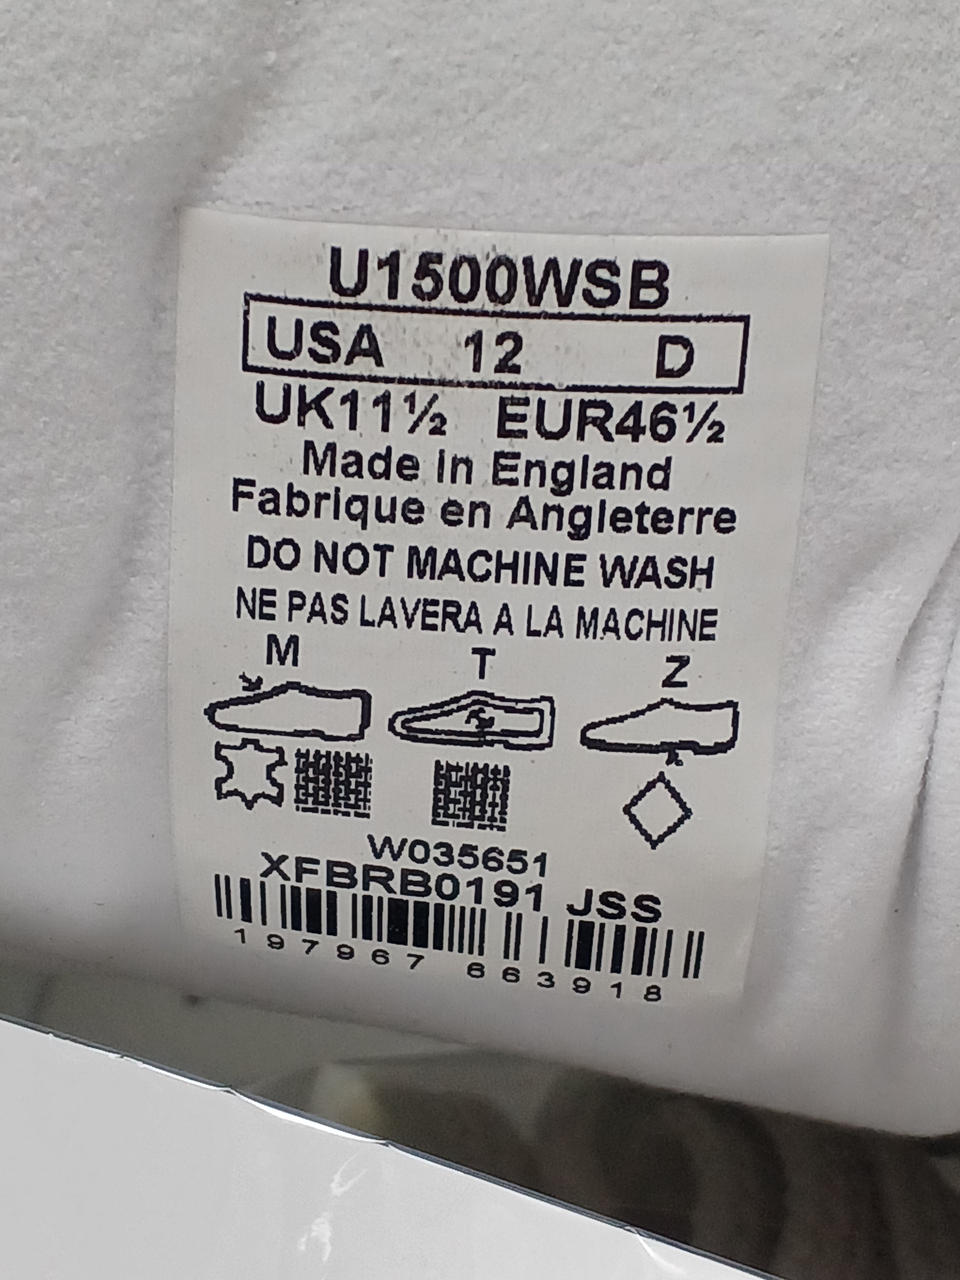 U1500WSB
USA 12 D
UK11½ EUR46½
Made in England
Fabrique en Angleterre
DO NOT MACHINE WASH
NE PAS LAVERA A LA MACHINE
M T Z
W035651
XFBRB0191 JSS
197967 863918